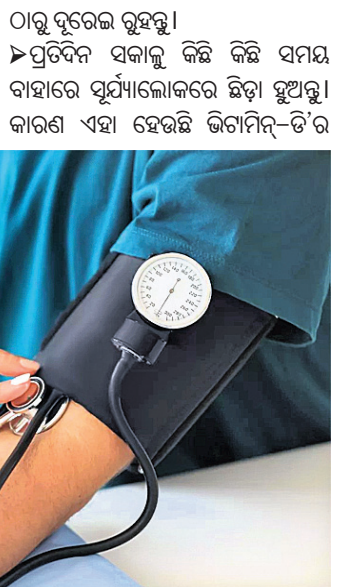 ଠାରୁ ଦୂରେଇ ରୁହନ୍ତୁ।
➤ପ୍ରତିଦିନ ସକାଳୁ କିଛି କିଛି ସମୟ
ବାହାରେ ସୂର୍ଯ୍ୟାଲୋକରେ ଛିଡ଼ା ହୁଅନ୍ତୁ।
କାରଣ ଏହା ହେଉଛି ଭିଟାମିନ୍–ଡି’ର